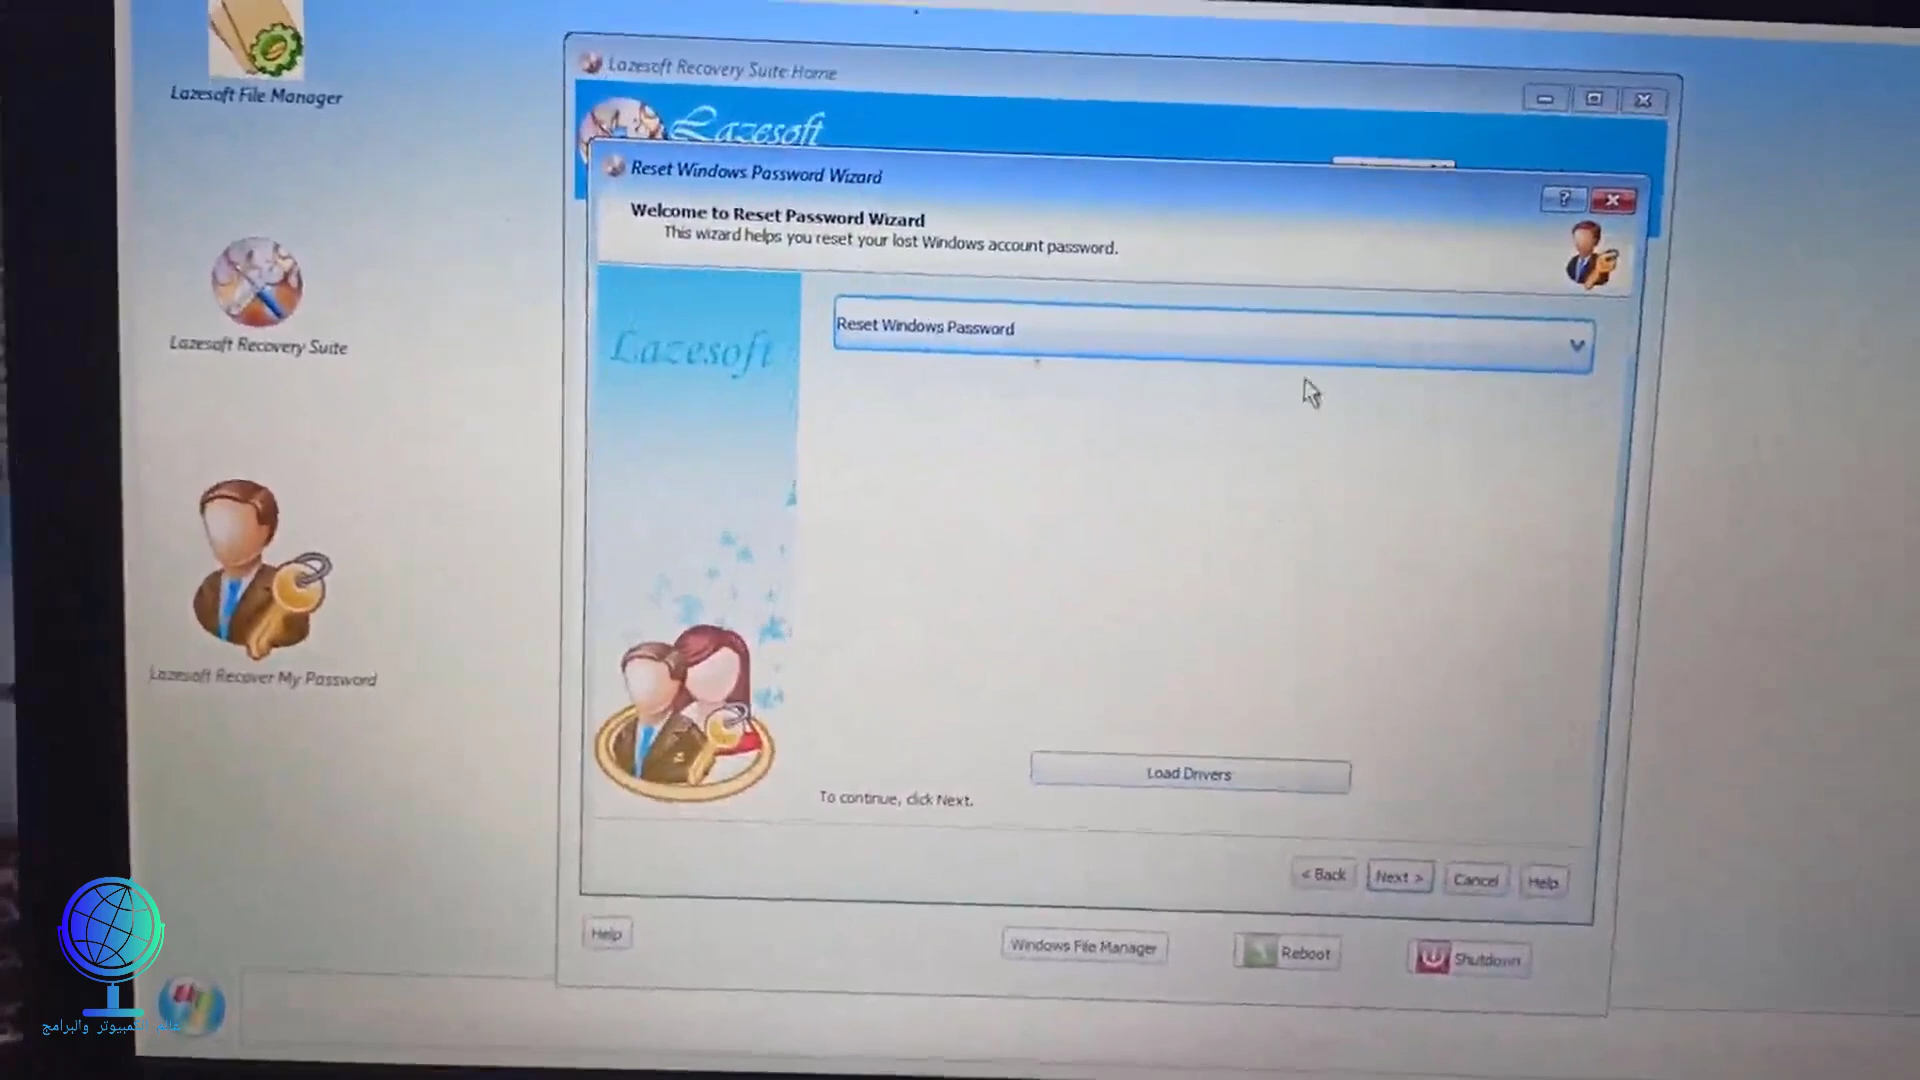 Lazesoft File Manager
Lazesoft Recovery Suite Home
Lazesoft
Reset Windows Password Wizard
?
Welcome to Reset Password Wizard
This wizard helps you reset your lost Windows account password.
Lazesoft
Reset Windows Password
Lazesoft Recovery Suite
Lazesoft Recover My Password
Load Drivers
To continue, click Next.
< Back
Next >
Cancel
Help
Help
Windows File Manager
Reboot
Shutdown
عالم الكمبيوتر والبرامج